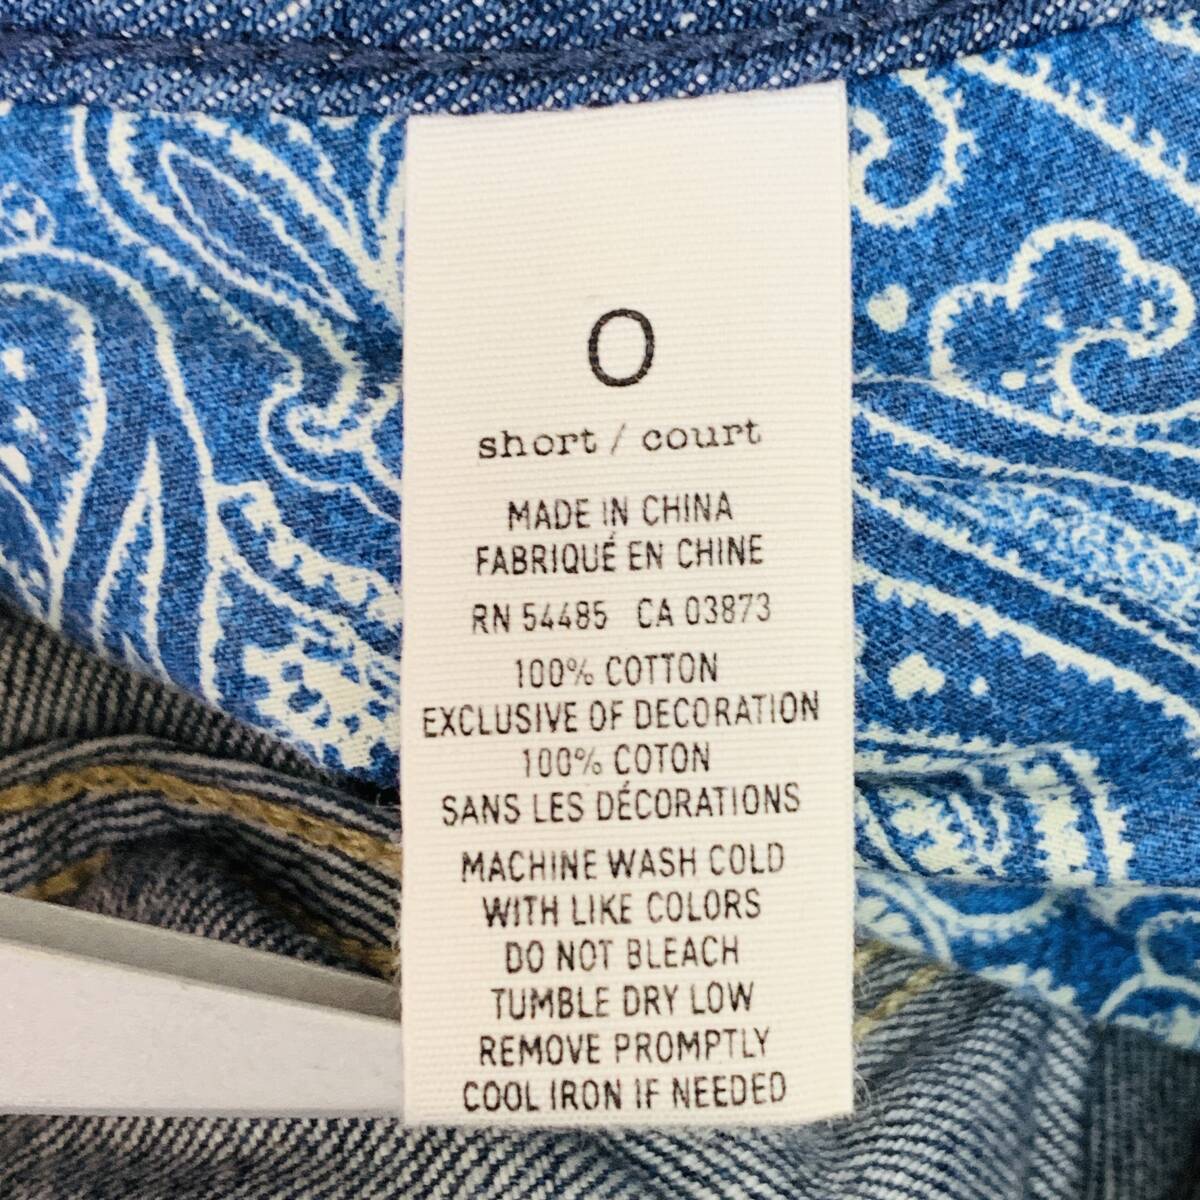 0
short / court
MADE IN CHINA
FABRIQUÉ EN CHINE
RN 54485 CA 03873
100% COTTON
EXCLUSIVE OF DECORATION
100% COTON
SANS LES DÉCORATIONS
MACHINE WASH COLD
WITH LIKE COLORS
DO NOT BLEACH
TUMBLE DRY LOW
REMOVE PROMPTLY
COOL IRON IF NEEDED